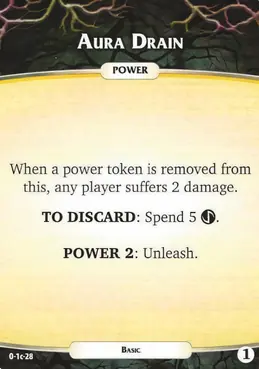 AURA DRAIN
POWER
When a power token is removed from
this, any player suffers 2 damage.
TO DISCARD: Spend 5 .
POWER 2: Unleash.
0-1c-28
BASIC
1